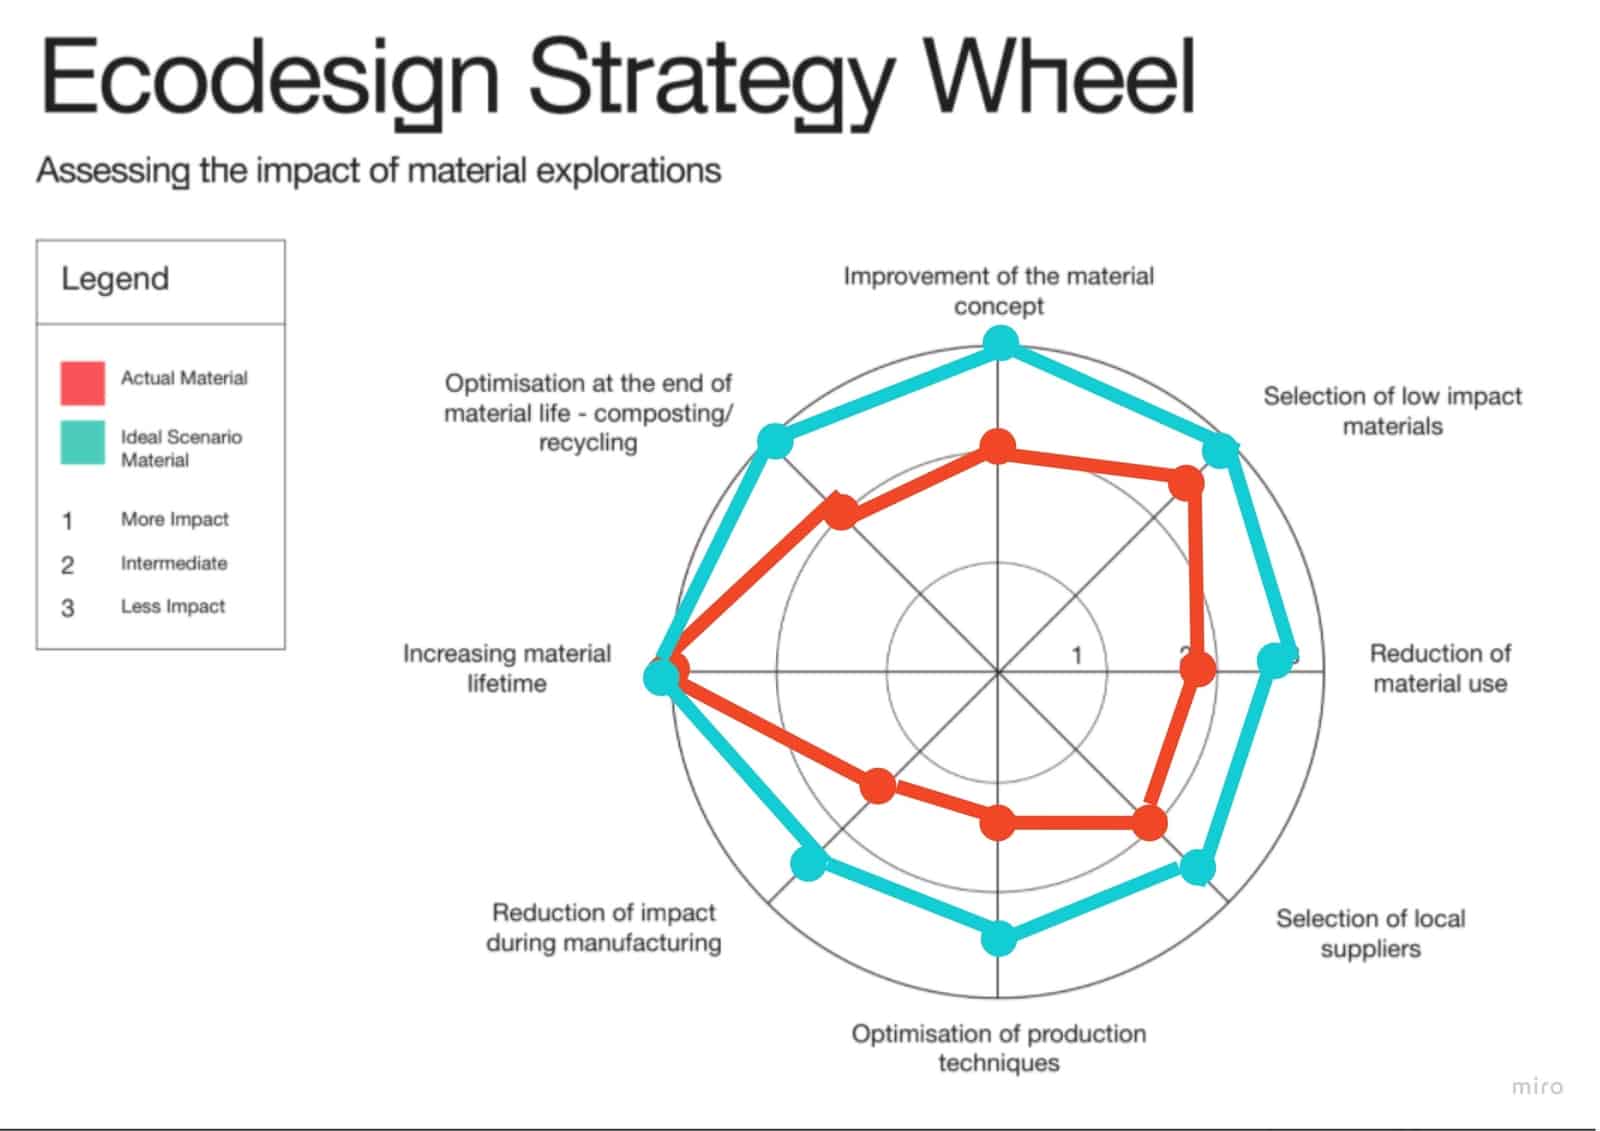 Ecodesign Strategy Wheel
Assessing the impact of material explorations
Legend
Actual Material
Ideal Scenario
Material
1 More Impact
2 Intermediate
3 Less Impact
Improvement of the material
concept
Selection of low impact
materials
Reduction of
material use
Selection of local
suppliers
Optimisation of production
techniques
Reduction of impact
during manufacturing
Increasing material
lifetime
Optimisation at the end of
material life - composting/
recycling
1
miro